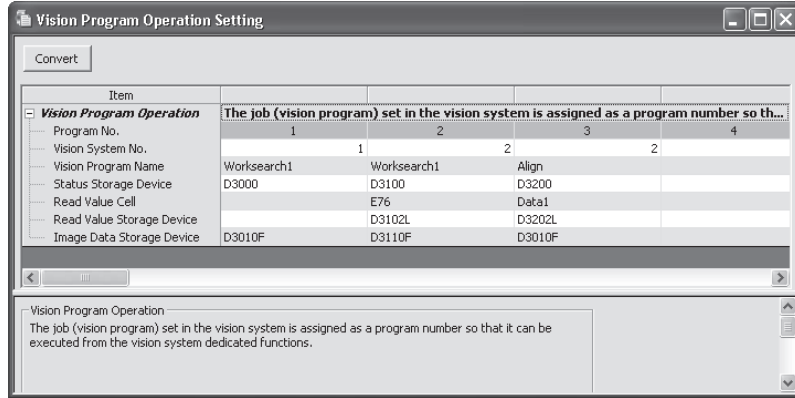 Vision Program Operation Setting
Convert
Item
Vision Program Operation The job (vision program) set in the vision system is assigned as a program number so th...
Program No. 1 2 3 4
Vision System No. 1 2 2
Vision Program Name Worksearch1 Worksearch1 Align
Status Storage Device D3000 D3100 D3200
Read Value Cell E76 Data1
Read Value Storage Device D3102L D3202L
Image Data Storage Device D3010F D3110F D3010F
Vision Program Operation
The job (vision program) set in the vision system is assigned as a program number so that it can be
executed from the vision system dedicated functions.